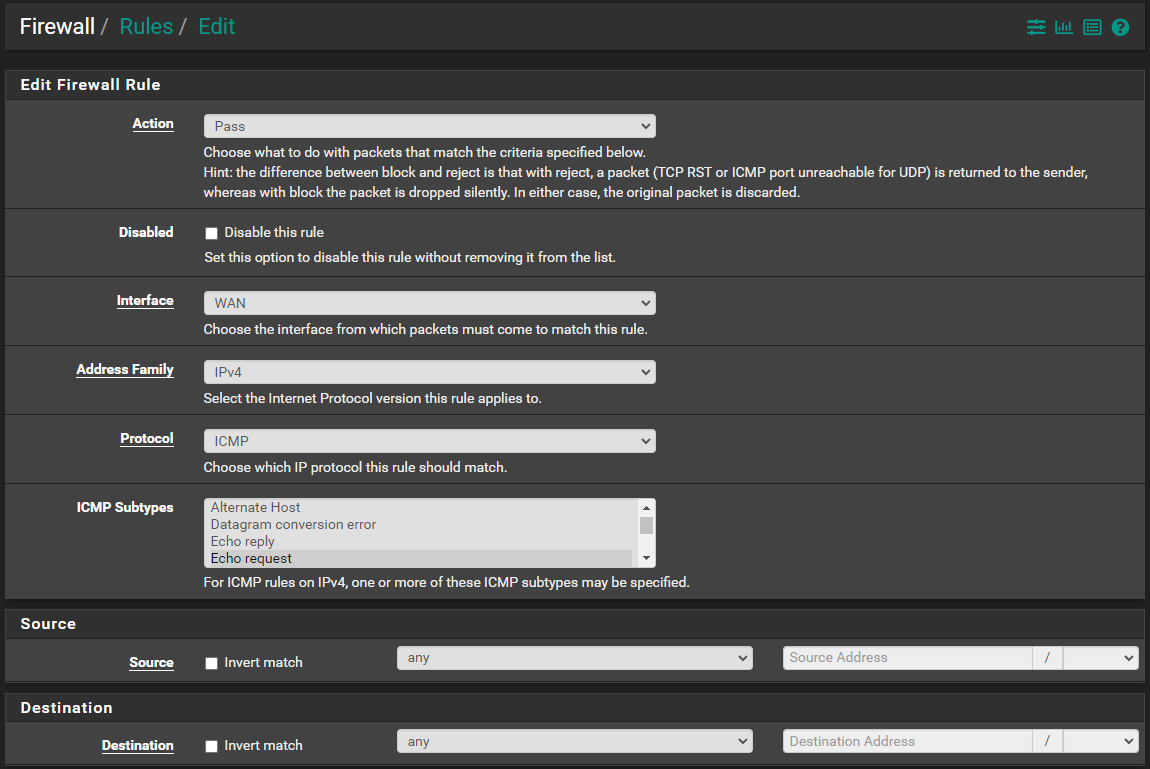 Firewall / Rules / Edit
Edit Firewall Rule
Action
Pass
Choose what to do with packets that match the criteria specified below.
Hint: the difference between block and reject is that with reject, a packet (TCP RST or ICMP port unreachable for UDP) is returned to the sender,
whereas with block the packet is dropped silently. In either case, the original packet is discarded.
Disabled
Disable this rule
Set this option to disable this rule without removing it from the list.
Interface
WAN
Choose the interface from which packets must come to match this rule.
Address Family
IPv4
Select the Internet Protocol version this rule applies to.
Protocol
ICMP
Choose which IP protocol this rule should match.
ICMP Subtypes
Alternate Host
Datagram conversion error
Echo reply
Echo request
For ICMP rules on IPv4, one or more of these ICMP subtypes may be specified.
Source
Source
Invert match
any
Source Address
/
Destination
Destination
Invert match
any
Destination Address
/